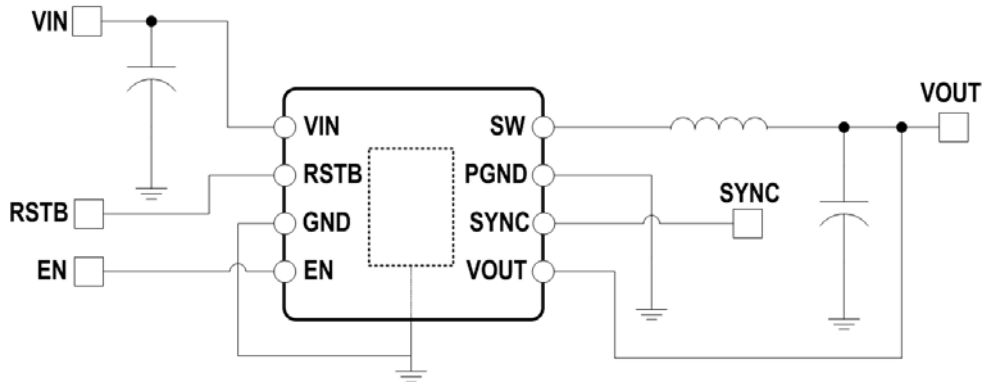 VIN
VOUT
VIN
SW
RSTB
PGND
SYNC
RSTB
GND
SYNC
EN
EN
VOUT